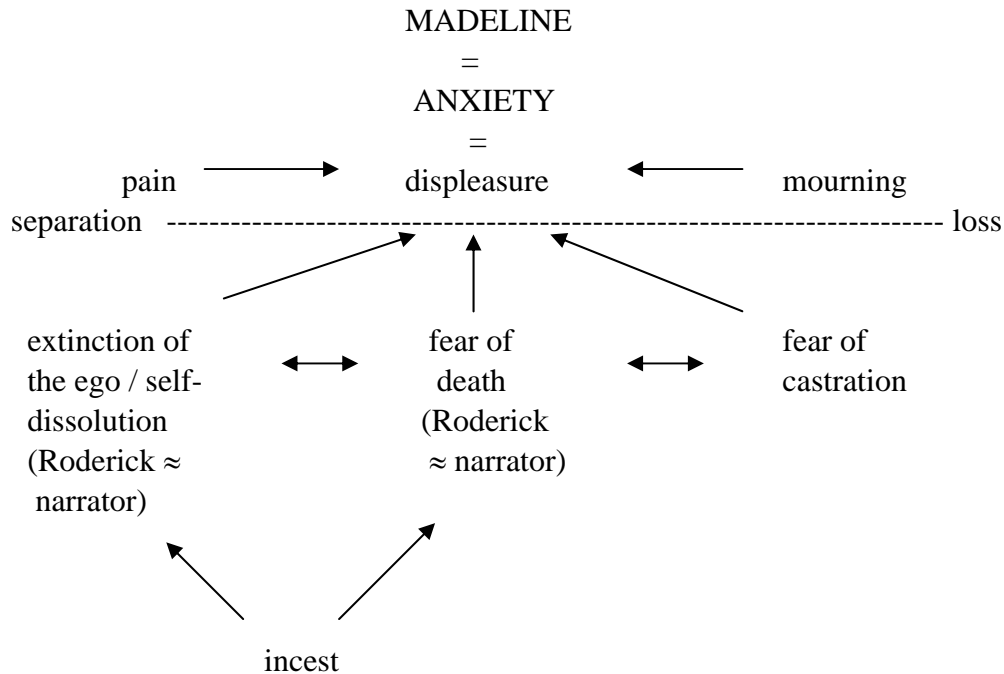 MADELINE
=
ANXIETY
=
pain displeasure mourning
separation ------------------------------------------------------------------------ loss
extinction of fear of fear of
the ego / self- death castration
dissolution (Roderick
(Roderick ≈ ≈ narrator)
narrator)
incest